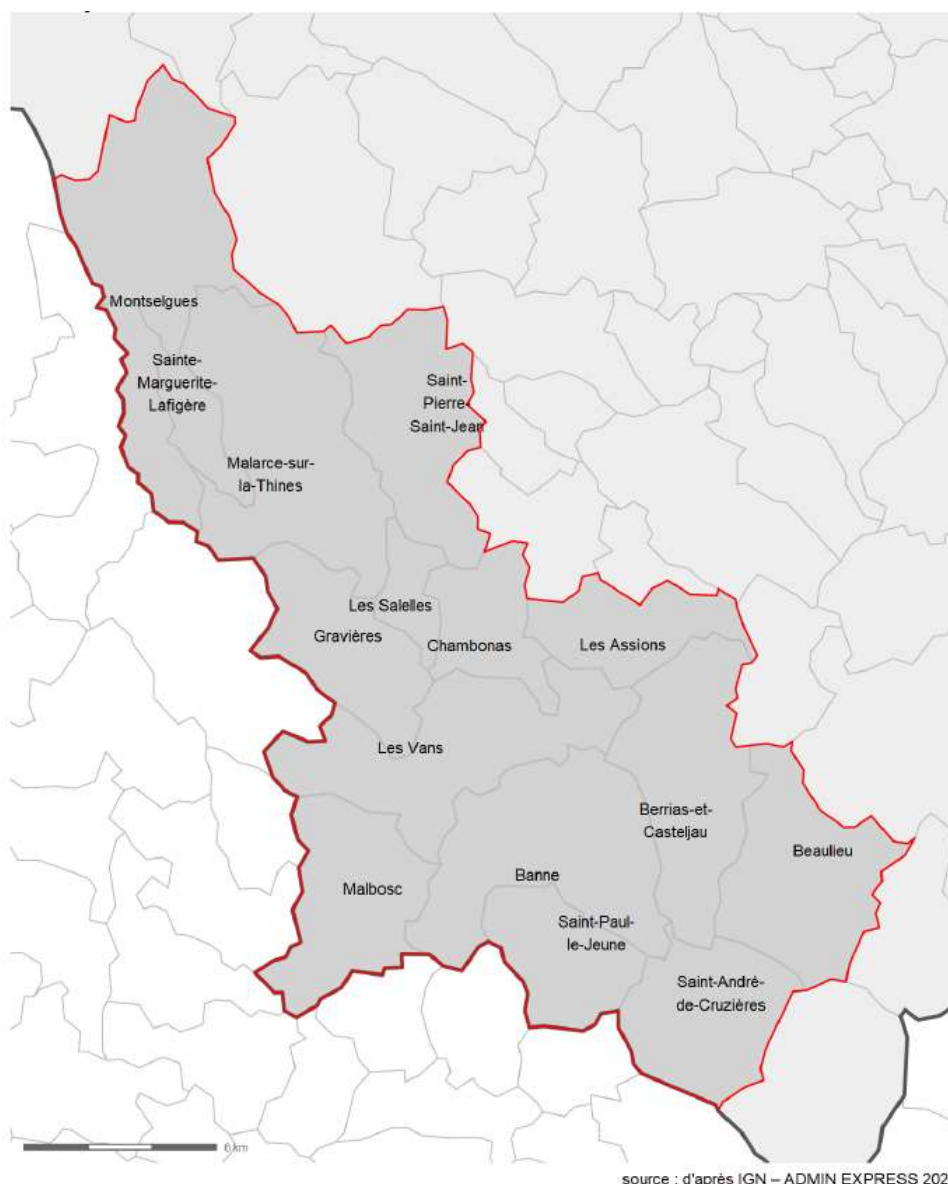 Montselgues
Sainte-
Marguerite-
Lafigère
Saint-
Pierre-
Saint-Jean
Malarce-sur-
la-Thines
Les Salelles
Gravières
Chambonas
Les Assions
Les Vans
Berrias-et-
Casteljau
Beaulieu
Banne
Malbosc
Saint-Paul-
le-Jeune
Saint-André-
de-Cruzières
6 km
source : d'après IGN – ADMIN EXPRESS 202